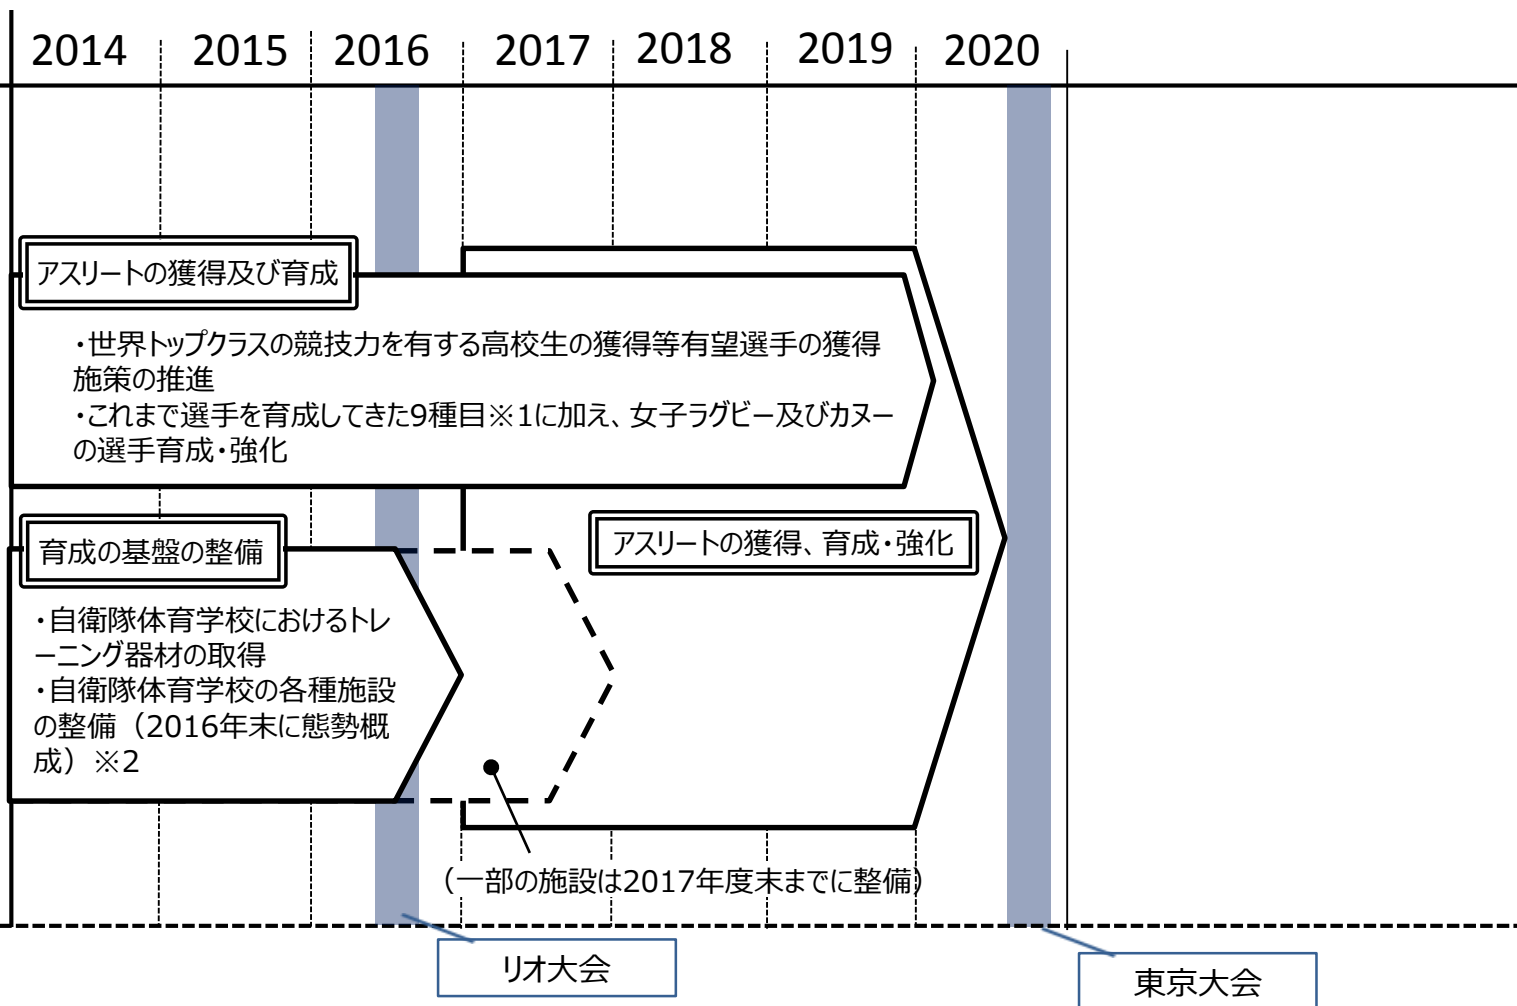 2014 2015 2016 2017 2018 2019 2020
アスリートの獲得及び育成
・世界トップクラスの競技力を有する高校生の獲得等有望選手の獲得
施策の推進
・これまで選手を育成してきた9種目※1に加え、女子ラグビー及びカヌー
の選手育成・強化
育成の基盤の整備
アスリートの獲得、育成・強化
・自衛隊体育学校におけるトレ
ーニング器材の取得
・自衛隊体育学校の各種施設
の整備（2016年末に態勢概
成）※2
（一部の施設は2017年度末までに整備）
リオ大会
東京大会